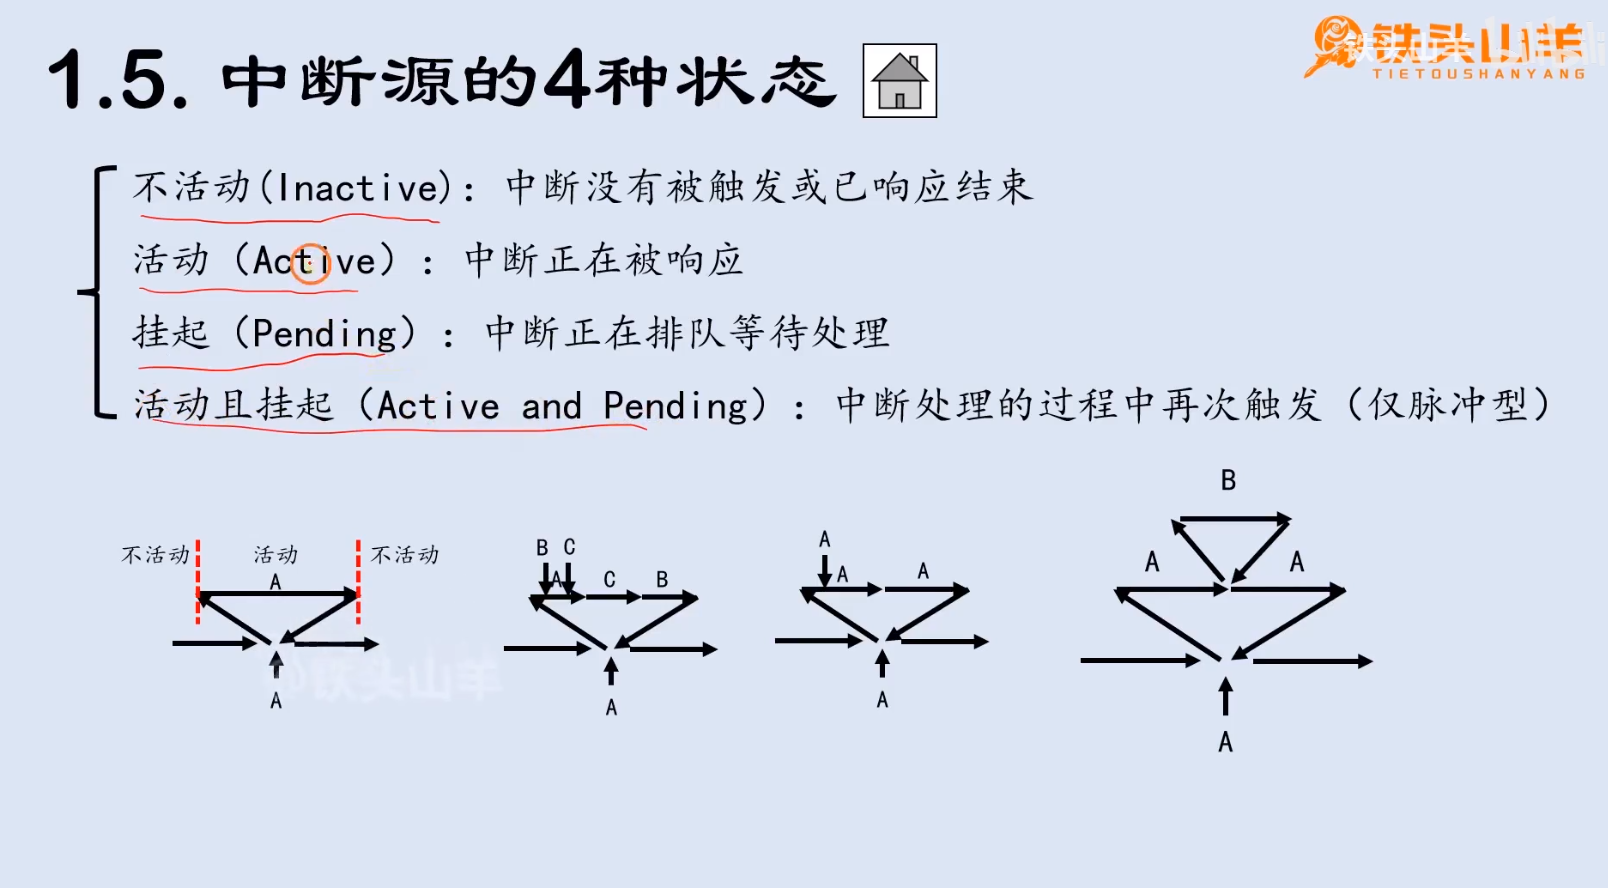 1.5. 中断源的4种状态
铁头山羊
TIETOUSHANYANG
不活动(Inactive)：中断没有被触发或已响应结束
活动（Active）：中断正在被响应
挂起（Pending）：中断正在排队等待处理
活动且挂起（Active and Pending）：中断处理的过程中再次触发（仅脉冲型）
不活动 活动 不活动
A
A
B C
A C B
A
A
A A
A
B
A A
A
@铁头山羊